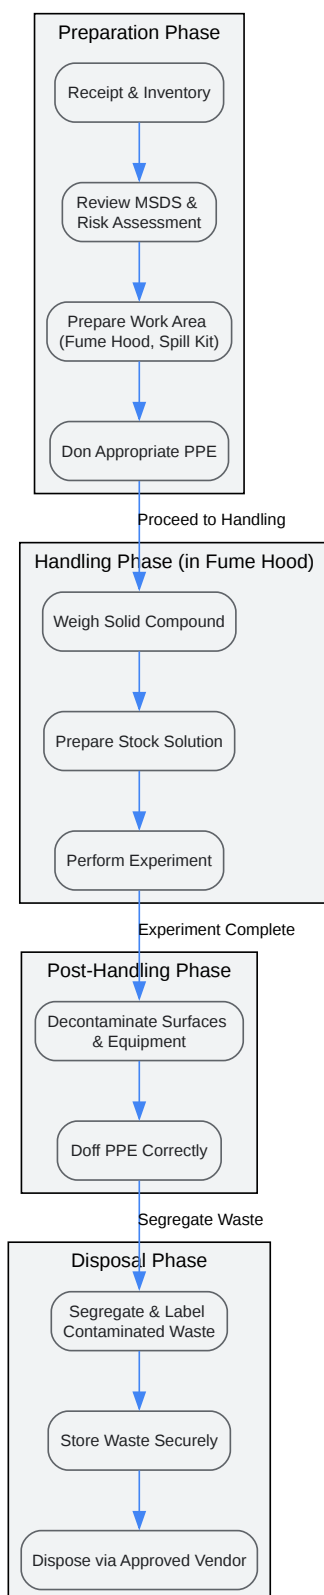 Preparation Phase
Receipt & Inventory
Review MSDS &
Risk Assessment
Prepare Work Area
(Fume Hood, Spill Kit)
Don Appropriate PPE
Proceed to Handling
Handling Phase (in Fume Hood)
Weigh Solid Compound
Prepare Stock Solution
Perform Experiment
Experiment Complete
Post-Handling Phase
Decontaminate Surfaces
& Equipment
Doff PPE Correctly
Segregate Waste
Disposal Phase
Segregate & Label
Contaminated Waste
Store Waste Securely
Dispose via Approved Vendor